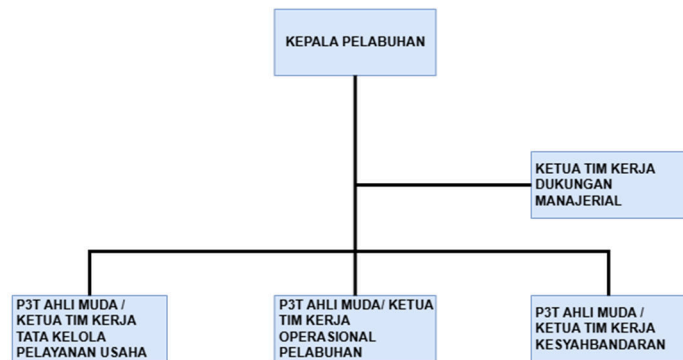 KEPALA PELABUHAN
KETUA TIM KERJA
DUKUNGAN
MANAJERIAL
P3T AHLI MUDA /
KETUA TIM KERJA
TATA KELOLA
PELAYANAN USAHA
P3T AHLI MUDA/ KETUA
TIM KERJA
OPERASIONAL
PELABUHAN
P3T AHLI MUDA /
KETUA TIM KERJA
KESYAHBANDARAN